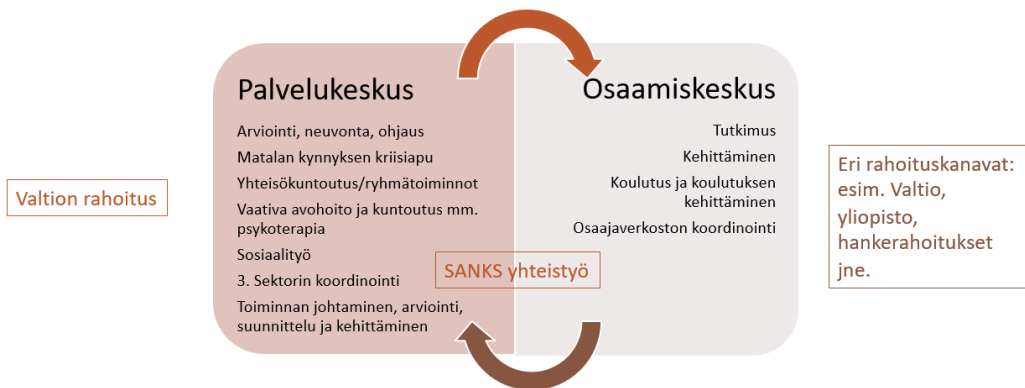 Valtion rahoitus
Palvelukeskus
Arviointi, neuvonta, ohjaus
Matalan kynnyksen kriisiapu
Yhteisökuntoutus/ryhmätoiminnot
Vaativa avohoito ja kuntoutus mm.
psykoterapia
Sosiaalityö
3. Sektorin koordinointi
Toiminnan johtaminen, arviointi,
suunnittelu ja kehittäminen
SANKS yhteistyö
Osaamiskeskus
Tutkimus
Kehittäminen
Koulutus ja koulutuksen
kehittäminen
Osaajaverkoston koordinointi
Eri rahoituskanavat:
esim. Valtio,
yliopisto,
hankerahoitukset
jne.